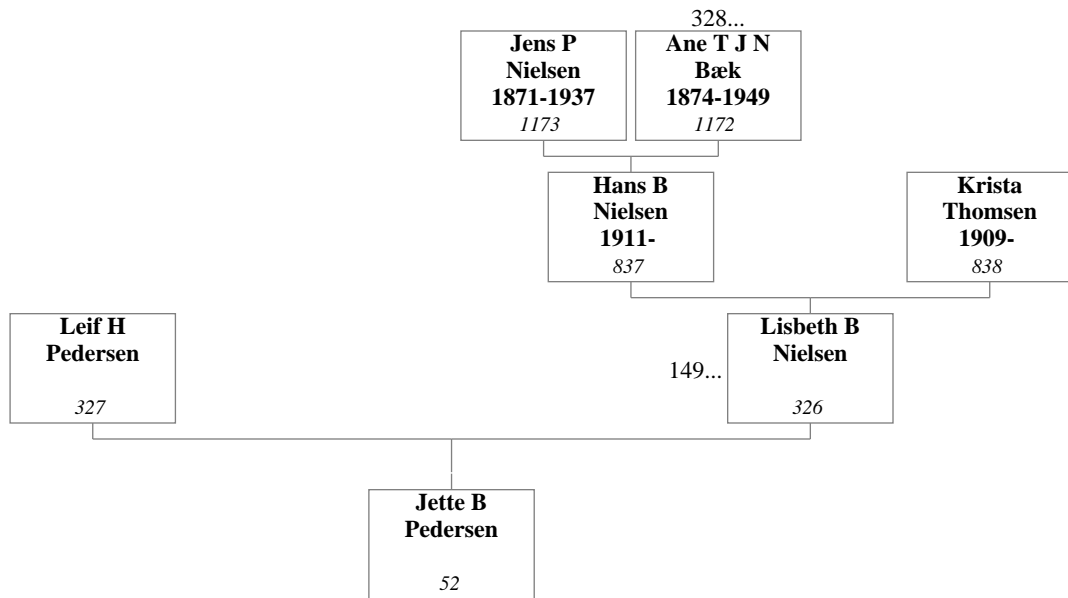 328...
Jens P
Nielsen
1871-1937
1173
Ane T J N
Bæk
1874-1949
1172
Hans B
Nielsen
1911-
837
Krista
Thomsen
1909-
838
Leif H
Pedersen
327
149...
Lisbeth B
Nielsen
326
Jette B
Pedersen
52